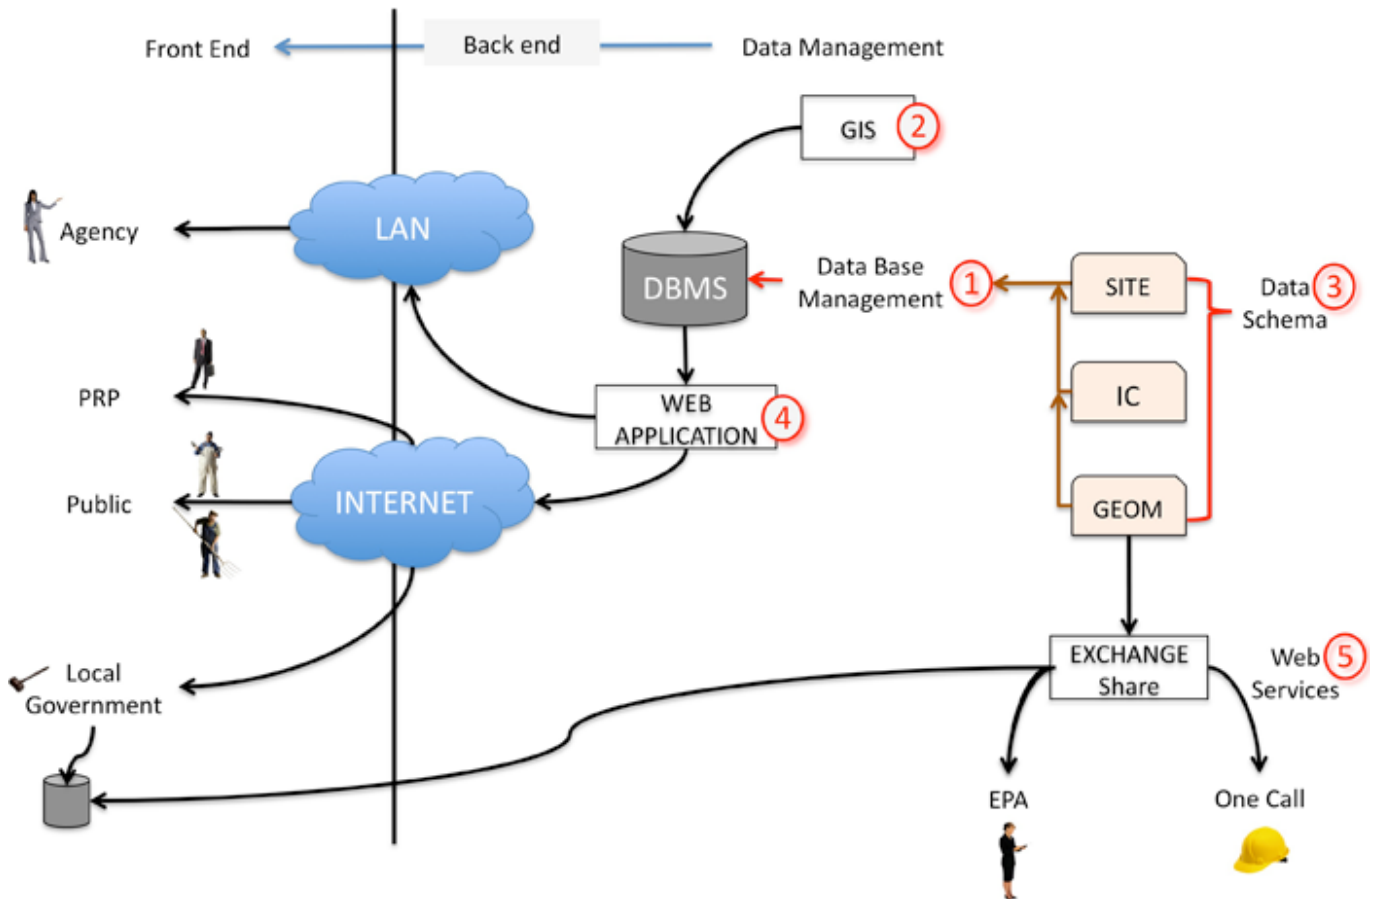 Front End
Back end
Data Management
GIS
2
LAN
Agency
DBMS
Data Base
Management
1
SITE
Data
Schema
3
PRP
IC
WEB
APPLICATION
4
Public
INTERNET
GEOM
Local
Government
EXCHANGE
Share
Web
Services
5
EPA
One Call